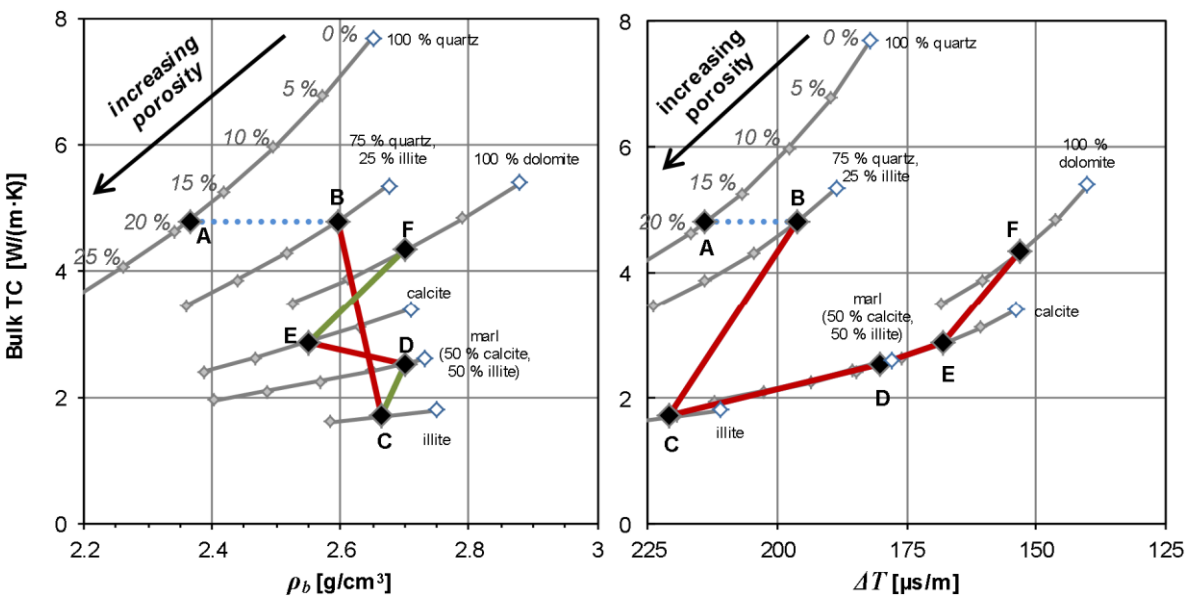 8
6
4
2
0
Bulk TC [W/(m·K)]
increasing
porosity
0 %
100 % quartz
5 %
10 %
15 %
20 %
25 %
75 % quartz,
25 % illite
100 % dolomite
A
B
F
calcite
E
D
marl
(50 % calcite,
50 % illite)
C
illite
2.2
2.4
2.6
2.8
3
ρb [g/cm³]
8
6
4
2
0
increasing
porosity
0 %
100 % quartz
5 %
10 %
15 %
20 %
75 % quartz,
25 % illite
100 %
dolomite
A
B
F
marl
(50 % calcite,
50 % illite)
calcite
D
E
C
illite
225
200
175
150
125
ΔT [µs/m]